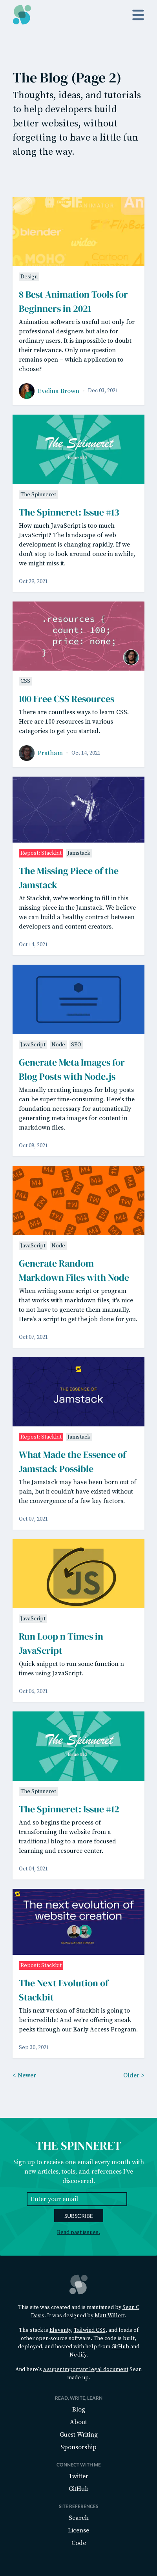 The Blog (Page 2)
Thoughts, ideas, and tutorials
to help developers build
better websites, without
forgetting to have a little fun
along the way.
GIF
blender
MOHO
Design
8 Best Animation Tools for
Beginners in 2021
Animation software is useful not only for
professional designers but also for
ordinary users. It is impossible to doubt
their relevance. Only one question
remains open – which application to
choose?
Evelina Brown · Dec 03, 2021
The Spinneret
The Spinneret
The Spinneret: Issue #13
How much JavaScript is too much
JavaScript? The landscape of web
development is changing rapidly. If we
don't stop to look around once in awhile,
we might miss it.
Oct 29, 2021
.resources {
count: 100;
price: none;
}
CSS
100 Free CSS Resources
There are countless ways to learn CSS.
Here are 100 resources in various
categories to get you started.
Pratham · Oct 14, 2021
Repost: Stackbit Jamstack
The Missing Piece of the
Jamstack
At Stackbit, we're working to fill in this
missing piece in the Jamstack. We believe
we can build a healthy contract between
developers and content creators.
Oct 14, 2021
JavaScript Node SEO
Generate Meta Images for
Blog Posts with Node.js
Manually creating images for blog posts
can be super time-consuming. Here's the
foundation necessary for automatically
generating meta images for content in
markdown files.
Oct 08, 2021
JavaScript Node
Generate Random
Markdown Files with Node
When writing some script or program
that works with markdown files, it's nice
to not have to generate them manually.
Here's a script to get the job done for you.
Oct 07, 2021
THE ESSENCE OF
Jamstack
Repost: Stackbit Jamstack
What Made the Essence of
Jamstack Possible
The Jamstack may have been born out of
pain, but it couldn't have existed without
the convergence of a few key factors.
Oct 07, 2021
JS
JavaScript
Run Loop n Times in
JavaScript
Quick snippet to run some function n
times using JavaScript.
Oct 06, 2021
The Spinneret
The Spinneret
The Spinneret: Issue #12
And so begins the process of
transforming the website from a
traditional blog to a more focused
learning and resource center.
Oct 04, 2021
The next evolution of
website creation
Repost: Stackbit
The Next Evolution of
Stackbit
This next version of Stackbit is going to
be incredible! And we're offering sneak
peeks through our Early Access Program.
Sep 30, 2021
< Newer Older >
THE SPINNERET
Sign up to receive one email every month with
new articles, tools, and references I've
discovered.
Enter your email
SUBSCRIBE
Read past issues.
This site was created and is maintained by Sean C
Davis. It was designed by Matt Willett.
The stack is Eleventy, Tailwind CSS, and loads of
other open-source software. The code is built,
deployed, and hosted with help from GitHub and
Netlify.
And here's a super important legal document Sean
made up.
READ, WRITE, LEARN
Blog
About
Guest Writing
Sponsorship
CONNECT WITH ME
Twitter
GitHub
SITE REFERENCES
Search
License
Code